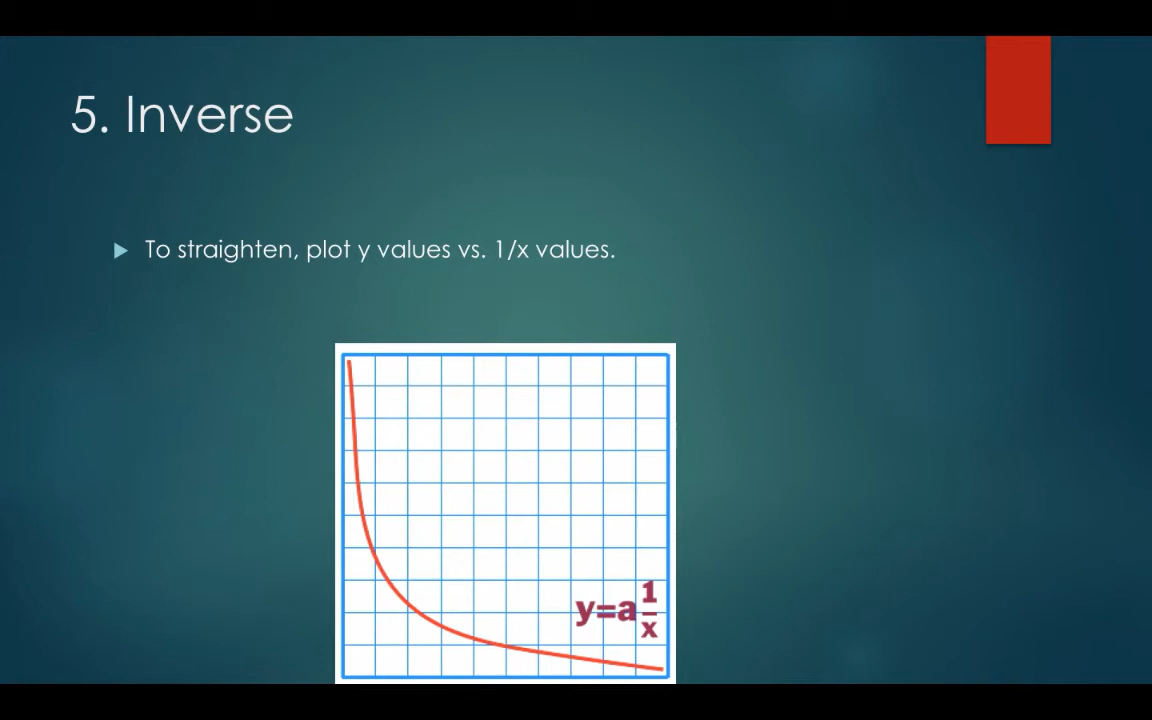 5. Inverse
To straighten, plot y values vs. 1/x values.
y=a 1/x